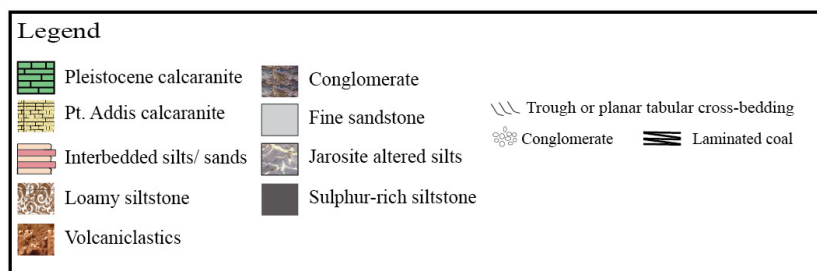 Legend
Pleistocene calcaranite
Pt. Addis calcaranite
Interbedded silts/ sands
Loamy siltstone
Volcaniclastics
Conglomerate
Fine sandstone
Jarosite altered silts
Sulphur-rich siltstone
Trough or planar tabular cross-bedding
Conglomerate
Laminated coal